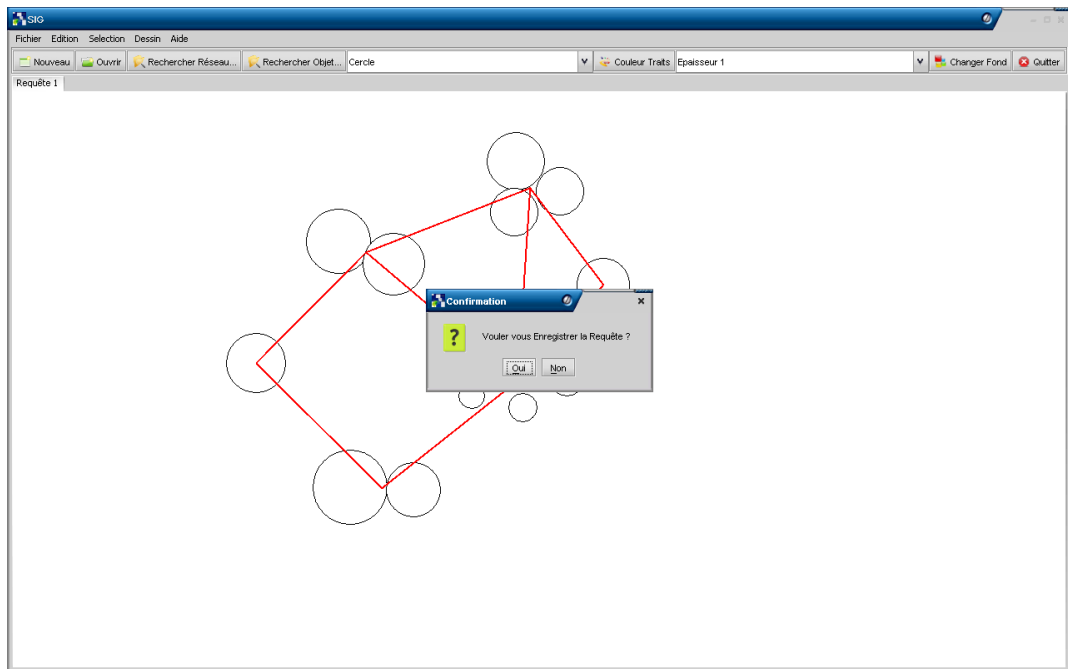 SIG
Fichier Edition Selection Dessin Aide
Nouveau Ouvrir Rechercher Réseau... Rechercher Objet... Cercle Couleur Traits Epaisseur 1 Changer Fond Quitter
Requête 1
Confirmation
Vouler vous Enregistrer la Requête ?
Oui Non